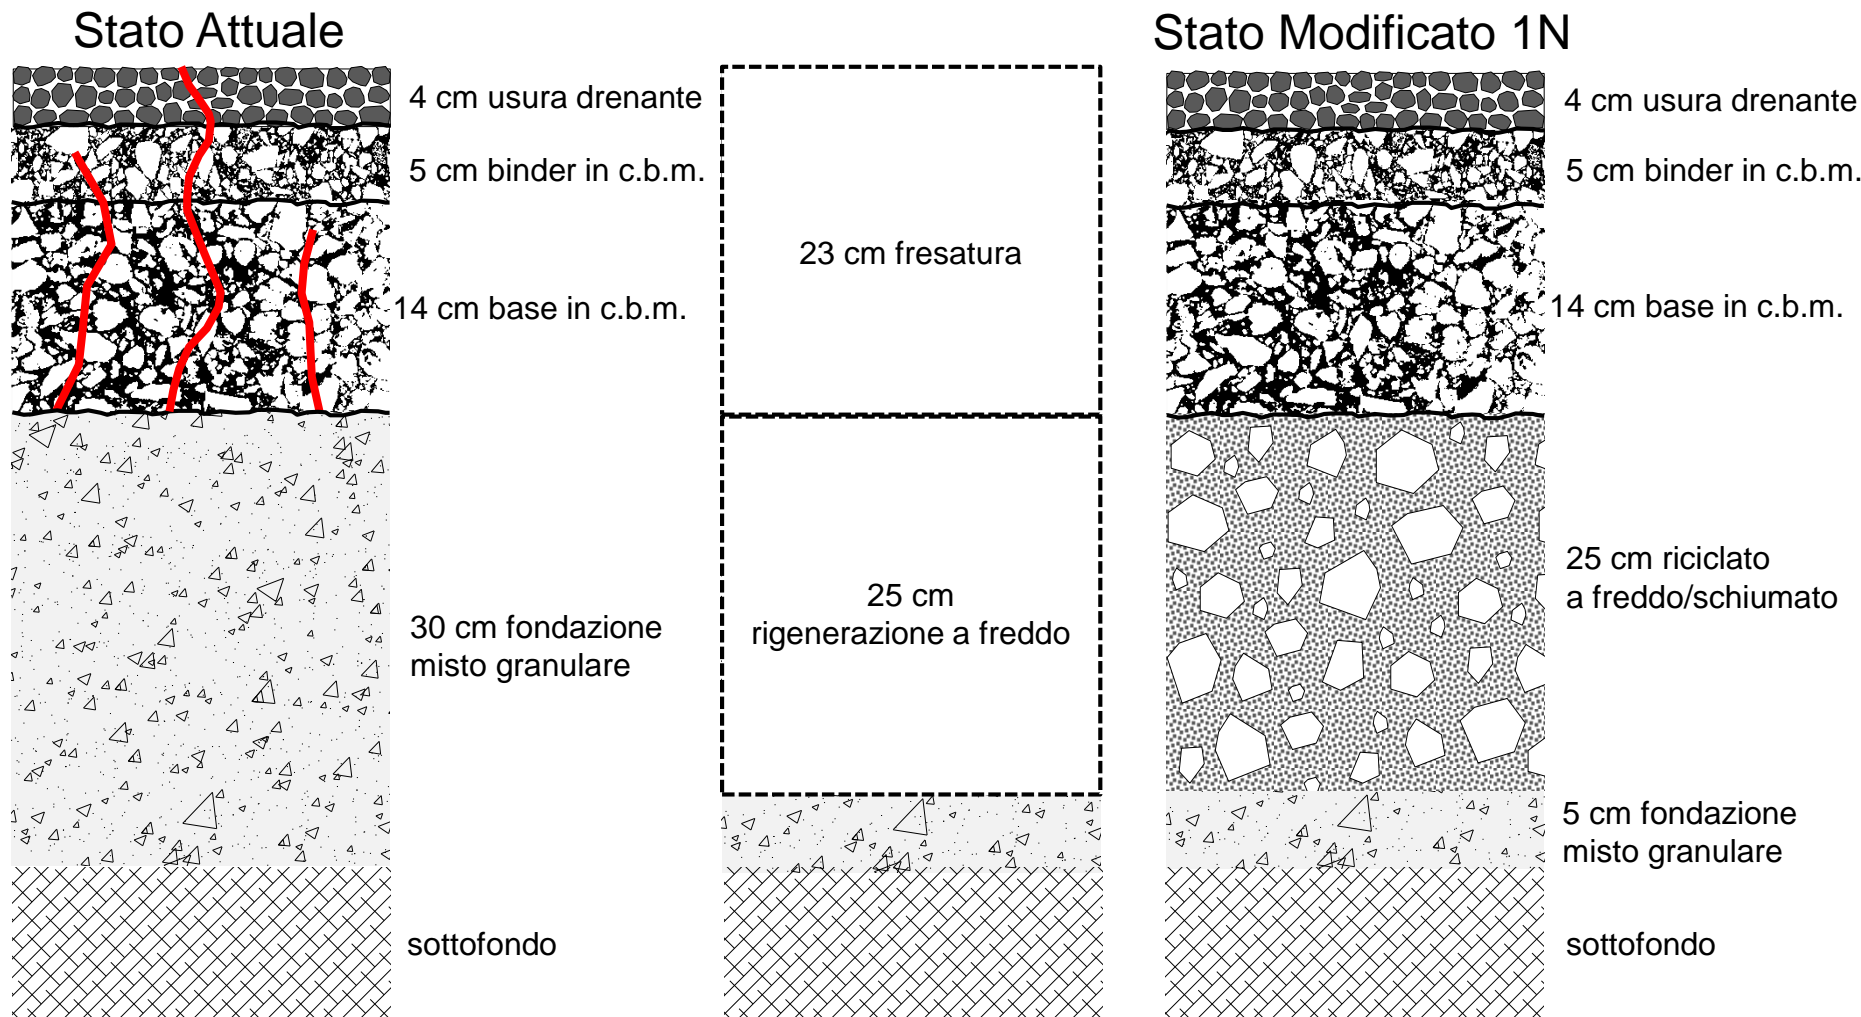 Stato Attuale
4 cm usura drenante
5 cm binder in c.b.m.
14 cm base in c.b.m.
30 cm fondazione
misto granulare
sottofondo
23 cm fresatura
25 cm
rigenerazione a freddo
Stato Modificato 1N
4 cm usura drenante
5 cm binder in c.b.m.
14 cm base in c.b.m.
25 cm riciclato
a freddo/schiumato
5 cm fondazione
misto granulare
sottofondo